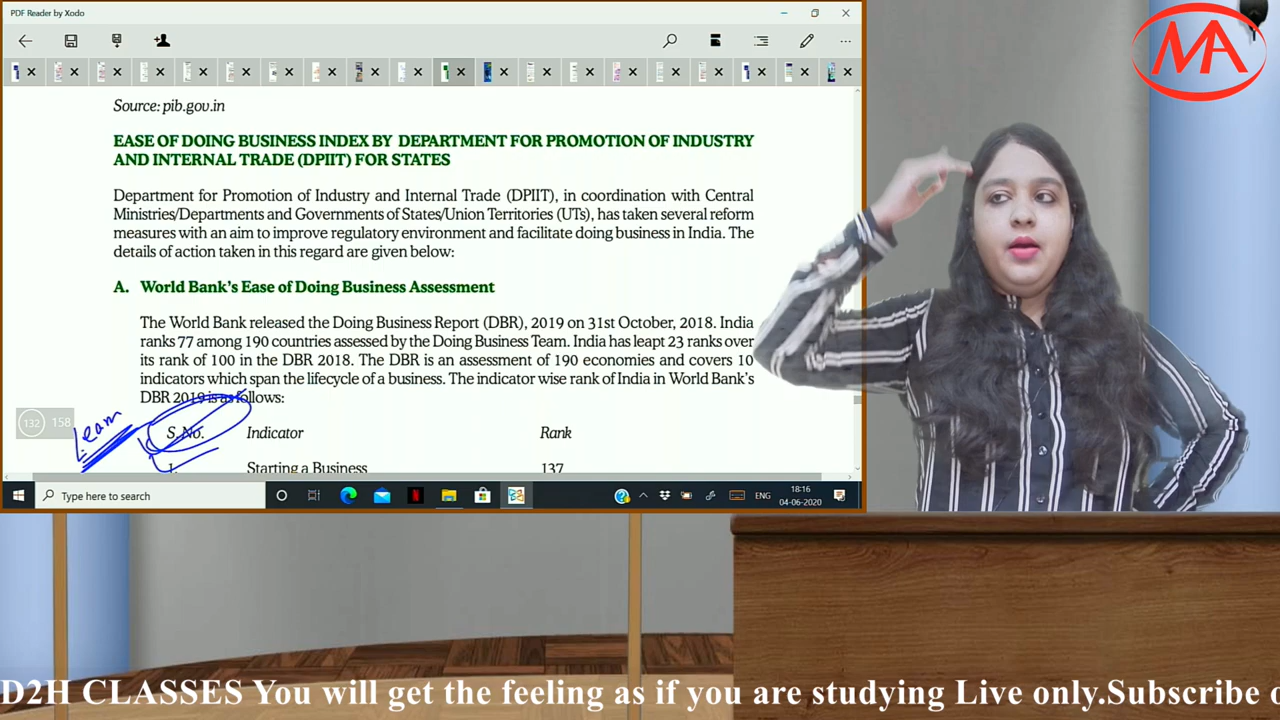 PDF Reader by Xodo
MA
Source: pib.gov.in
EASE OF DOING BUSINESS INDEX BY DEPARTMENT FOR PROMOTION OF INDUSTRY
AND INTERNAL TRADE (DPIIT) FOR STATES
Department for Promotion of Industry and Internal Trade (DPIIT), in coordination with Central
Ministries/Departments and Governments of States/Union Territories (UTs), has taken several reform
measures with an aim to improve regulatory environment and facilitate doing business in India. The
details of action taken in this regard are given below:
A. World Bank's Ease of Doing Business Assessment
The World Bank released the Doing Business Report (DBR), 2019 on 31st October, 2018. India
ranks 77 among 190 countries assessed by the Doing Business Team. India has leapt 23 ranks over
its rank of 100 in the DBR 2018. The DBR is an assessment of 190 economies and covers 10
indicators which span the lifecycle of a business. The indicator wise rank of India in World Bank's
DBR 2019 is as follows:
132 158
Learn
S.No. Indicator Rank
1. Starting a Business 137
Type here to search
ENG
18:16
04-06-2020
D2H CLASSES You will get the feeling as if you are studying Live only.Subscribe